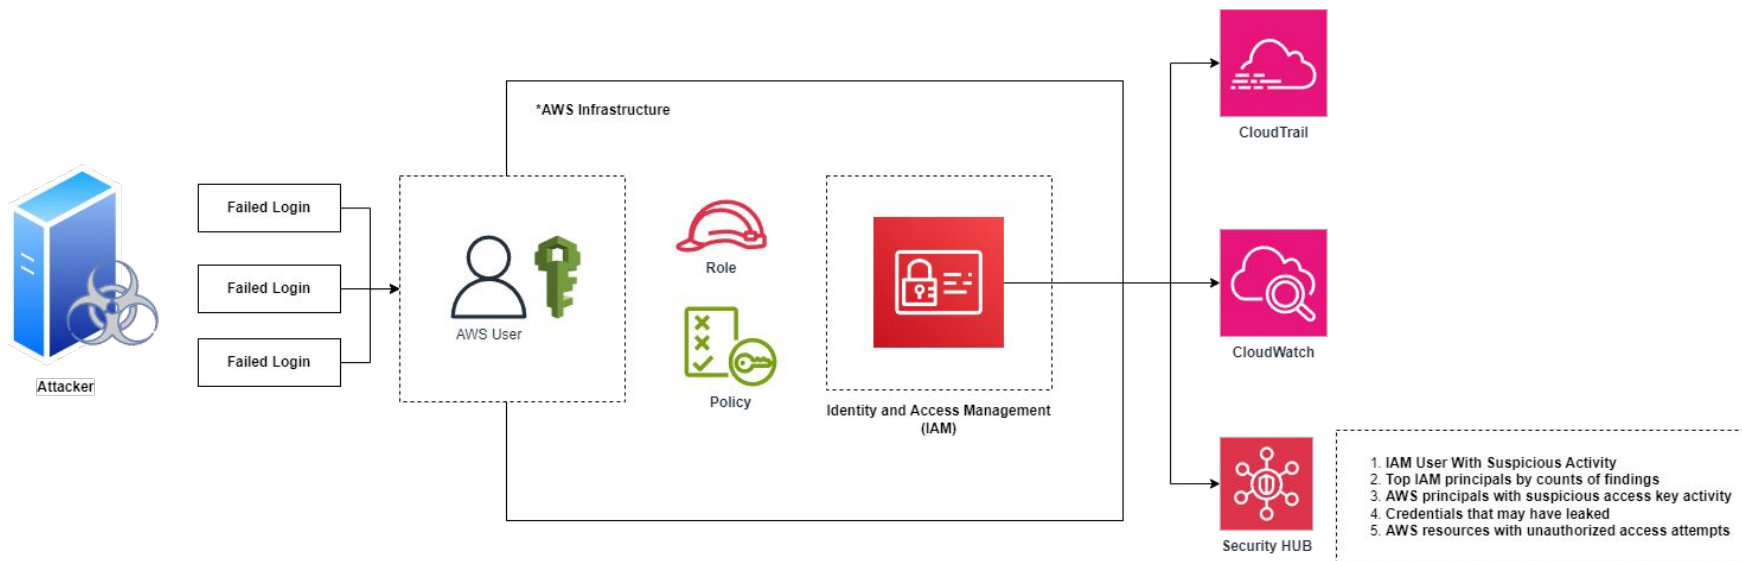 *AWS Infrastructure
Attacker
Failed Login
Failed Login
Failed Login
AWS User
Role
Policy
Identity and Access Management
(IAM)
CloudTrail
CloudWatch
Security HUB
1. IAM User With Suspicious Activity
2. Top IAM principals by counts of findings
3. AWS principals with suspicious access key activity
4. Credentials that may have leaked
5. AWS resources with unauthorized access attempts